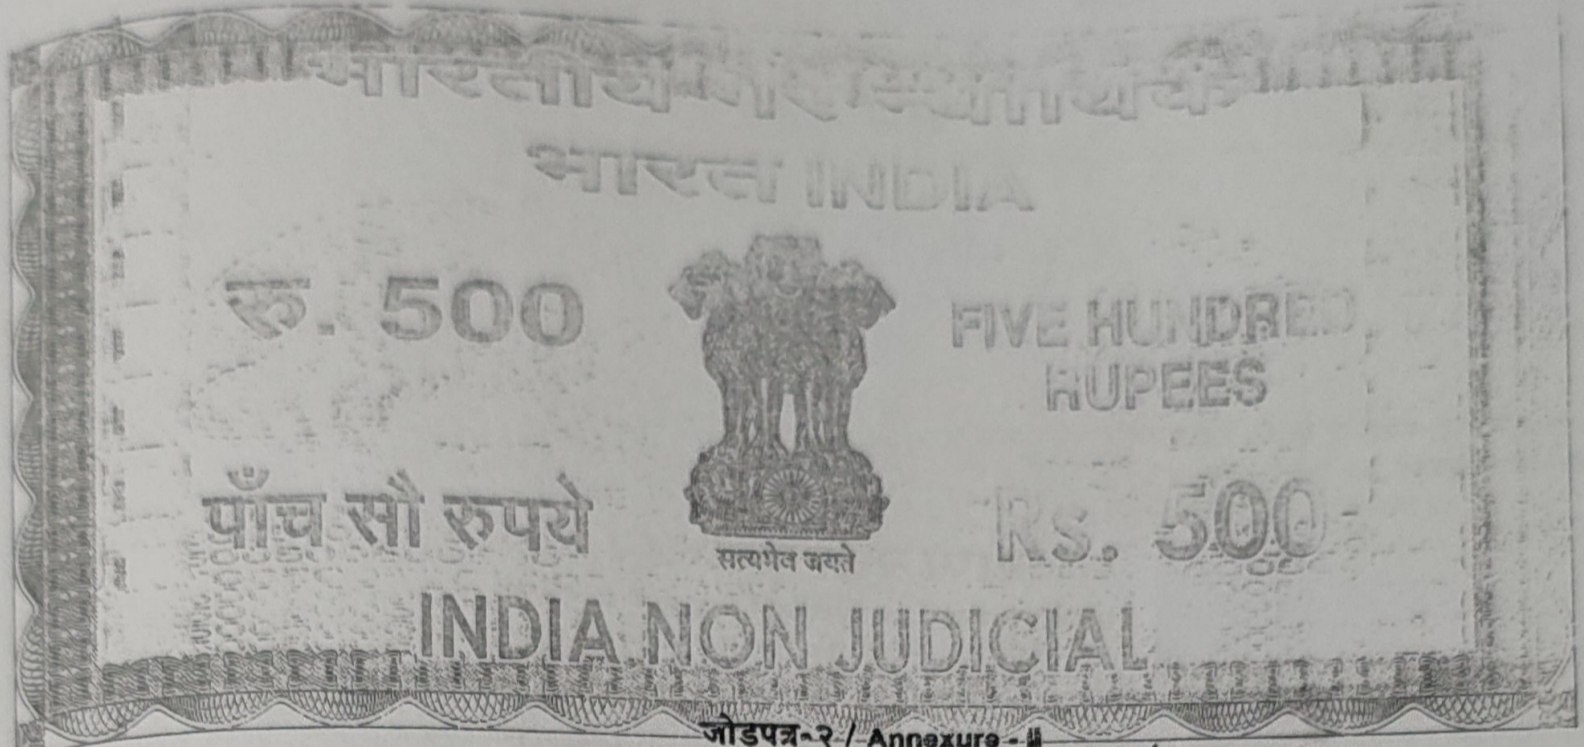 भारतीय गैर न्यायिक
भारत INDIA
रु. 500
FIVE HUNDRED
RUPEES
पाँच सौ रुपये
Rs. 500
सत्यमेव जयते
INDIA NON JUDICIAL
जोडपत्र-२ / Annexure - II